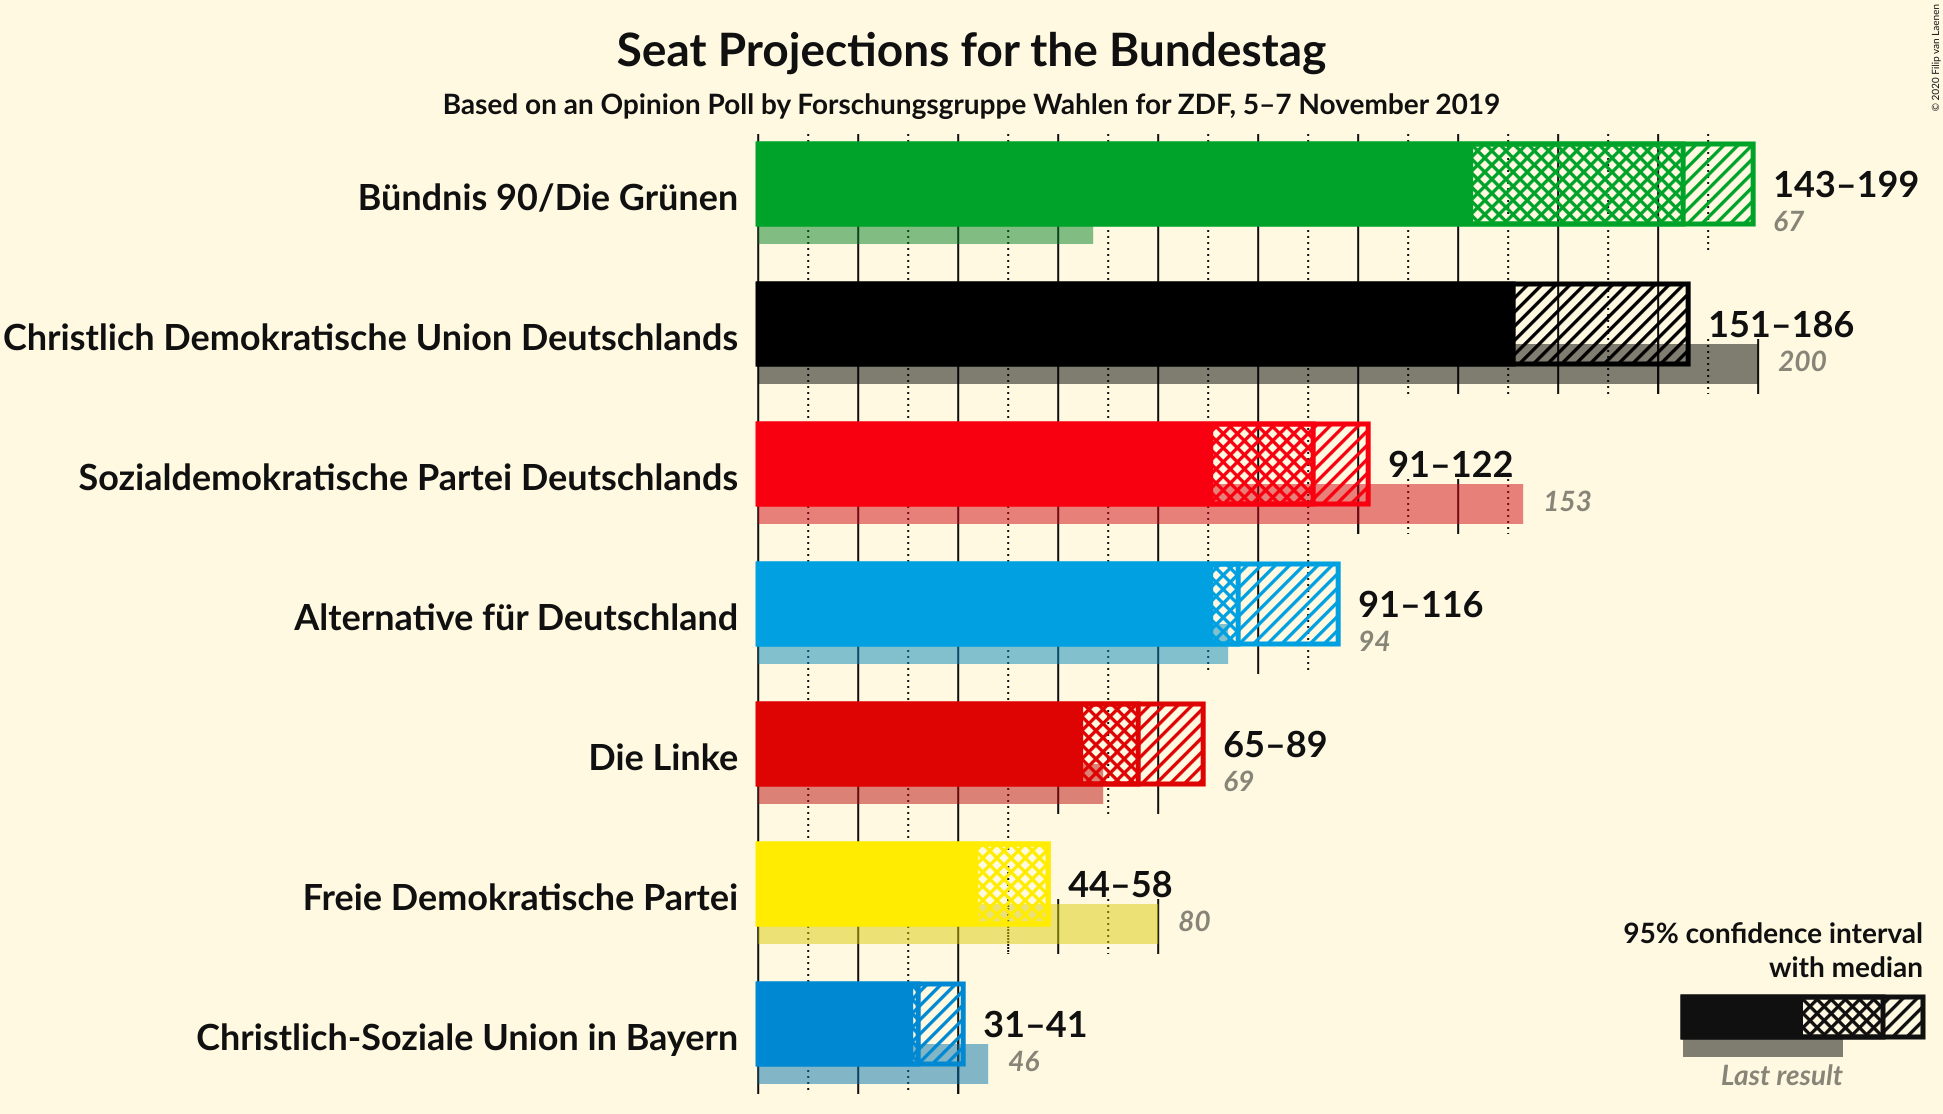 Seat Projections for the Bundestag
Based on an Opinion Poll by Forschungsgruppe Wahlen for ZDF, 5–7 November 2019
© 2020 Filip van Laenen
Bündnis 90/Die Grünen
143–199
67
Christlich Demokratische Union Deutschlands
151–186
200
Sozialdemokratische Partei Deutschlands
91–122
153
Alternative für Deutschland
91–116
94
Die Linke
65–89
69
Freie Demokratische Partei
44–58
80
Christlich-Soziale Union in Bayern
31–41
46
95% confidence interval
with median
Last result